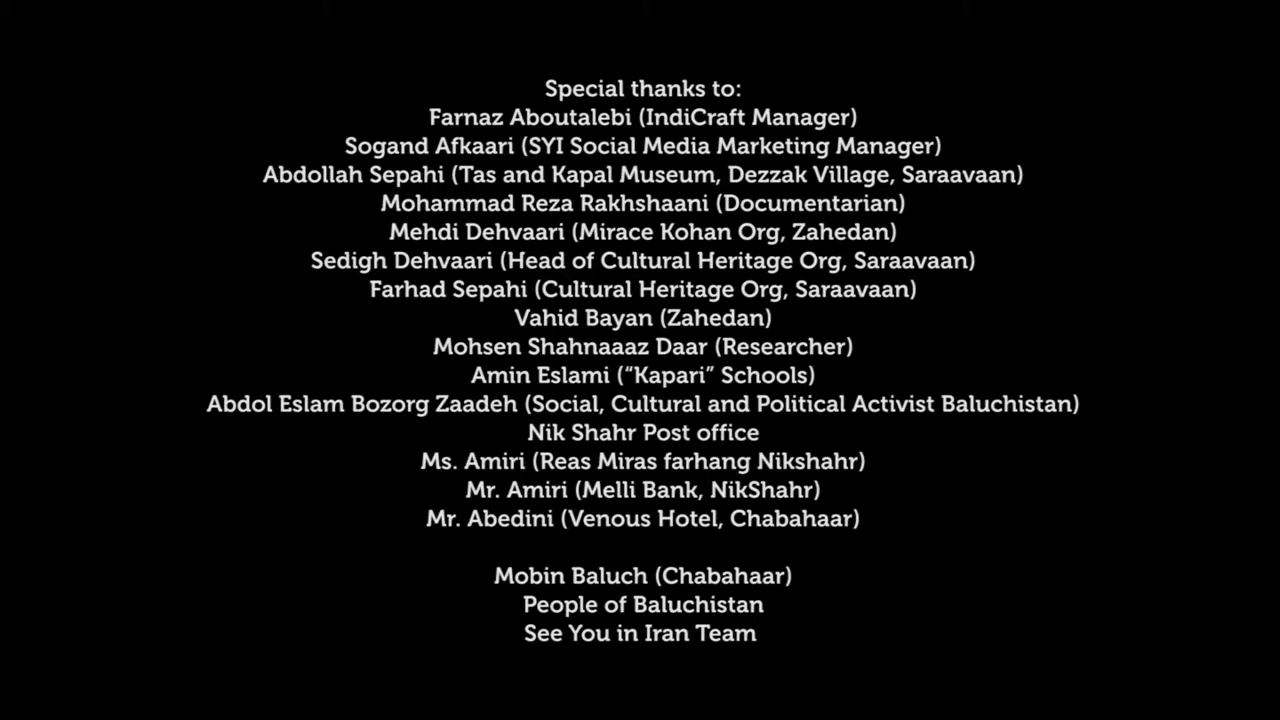 Special thanks to:
Farnaz Aboutalebi (IndiCraft Manager)
Sogand Afkaari (SYI Social Media Marketing Manager)
Abdollah Sepahi (Tas and Kapal Museum, Dezzak Village, Saraavaan)
Mohammad Reza Rakhshaani (Documentarian)
Mehdi Dehvaari (Mirace Kohan Org, Zahedan)
Sedigh Dehvaari (Head of Cultural Heritage Org, Saraavaan)
Farhad Sepahi (Cultural Heritage Org, Saraavaan)
Vahid Bayan (Zahedan)
Mohsen Shahnaaaz Daar (Researcher)
Amin Eslami (“Kapari” Schools)
Abdol Eslam Bozorg Zaadeh (Social, Cultural and Political Activist Baluchistan)
Nik Shahr Post office
Ms. Amiri (Reas Miras farhang Nikshahr)
Mr. Amiri (Melli Bank, NikShahr)
Mr. Abedini (Venous Hotel, Chabahaar)
Mobin Baluch (Chabahaar)
People of Baluchistan
See You in Iran Team